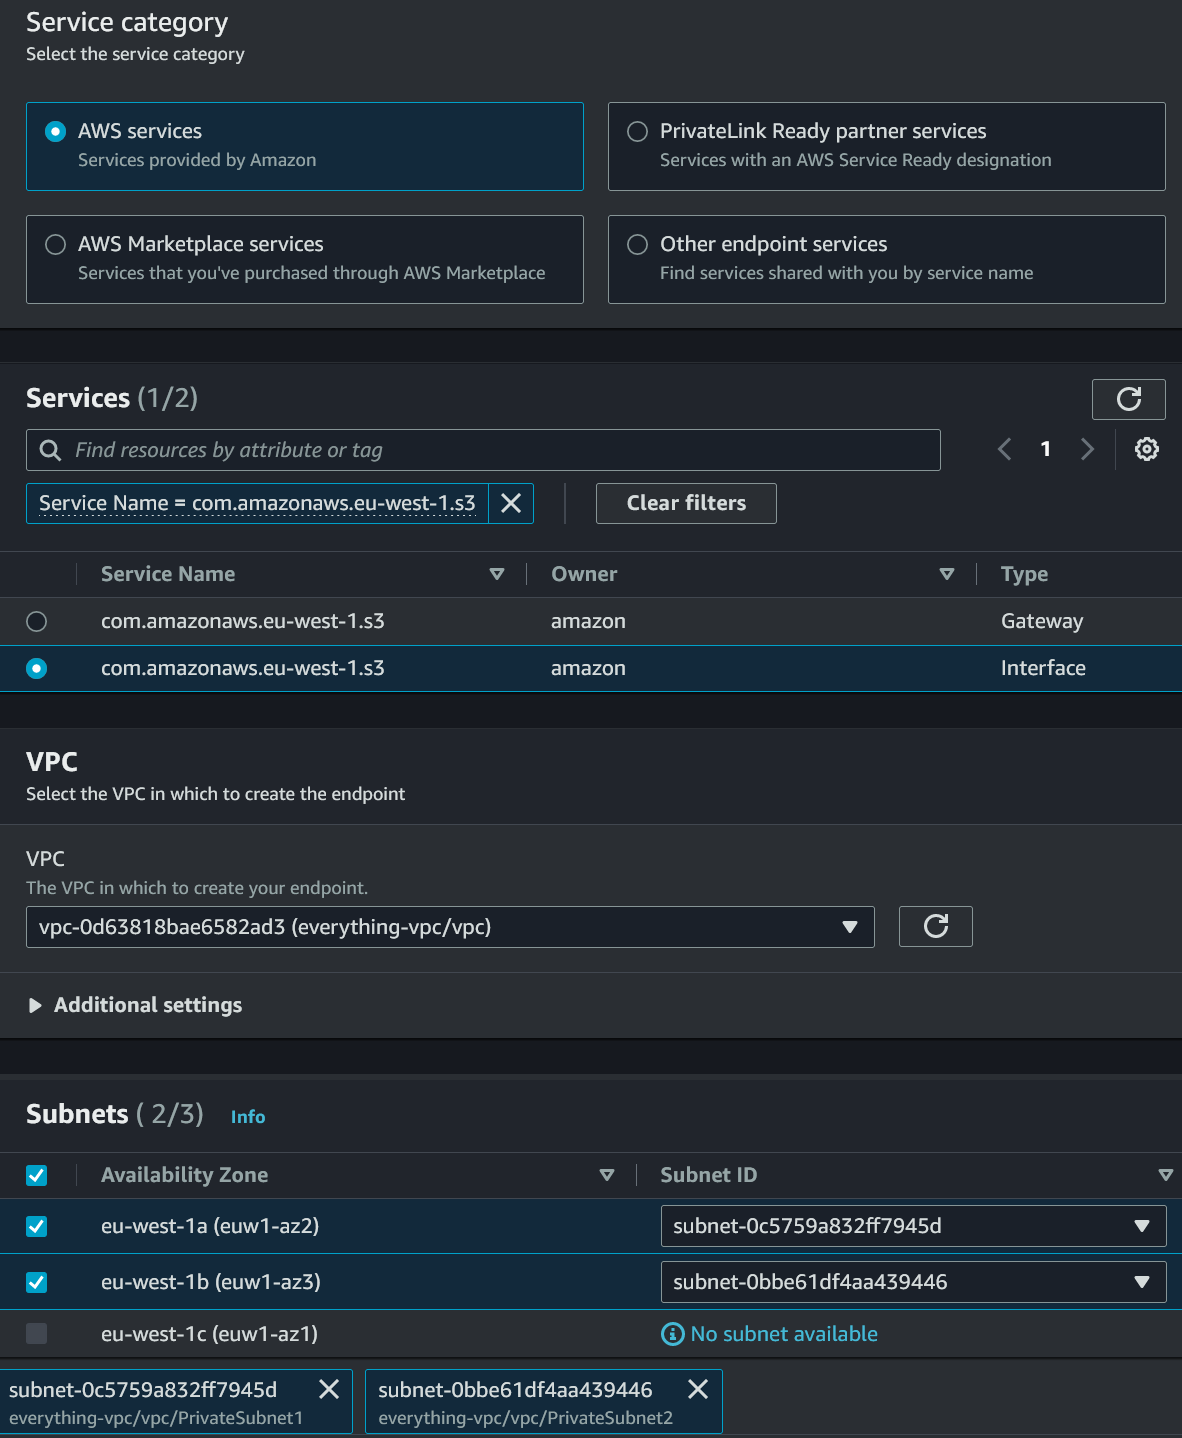 Service category
Select the service category
AWS services
Services provided by Amazon
PrivateLink Ready partner services
Services with an AWS Service Ready designation
AWS Marketplace services
Services that you've purchased through AWS Marketplace
Other endpoint services
Find services shared with you by service name
Services (1/2)
Find resources by attribute or tag
1
Service Name = com.amazonaws.eu-west-1.s3
Clear filters
Service Name Owner Type
com.amazonaws.eu-west-1.s3 amazon Gateway
com.amazonaws.eu-west-1.s3 amazon Interface
VPC
Select the VPC in which to create the endpoint
VPC
The VPC in which to create your endpoint.
vpc-0d63818bae6582ad3 (everything-vpc/vpc)
Additional settings
Subnets ( 2/3) Info
Availability Zone Subnet ID
eu-west-1a (euw1-az2) subnet-0c5759a832ff7945d
eu-west-1b (euw1-az3) subnet-0bbe61df4aa439446
eu-west-1c (euw1-az1) No subnet available
subnet-0c5759a832ff7945d
everything-vpc/vpc/PrivateSubnet1
subnet-0bbe61df4aa439446
everything-vpc/vpc/PrivateSubnet2